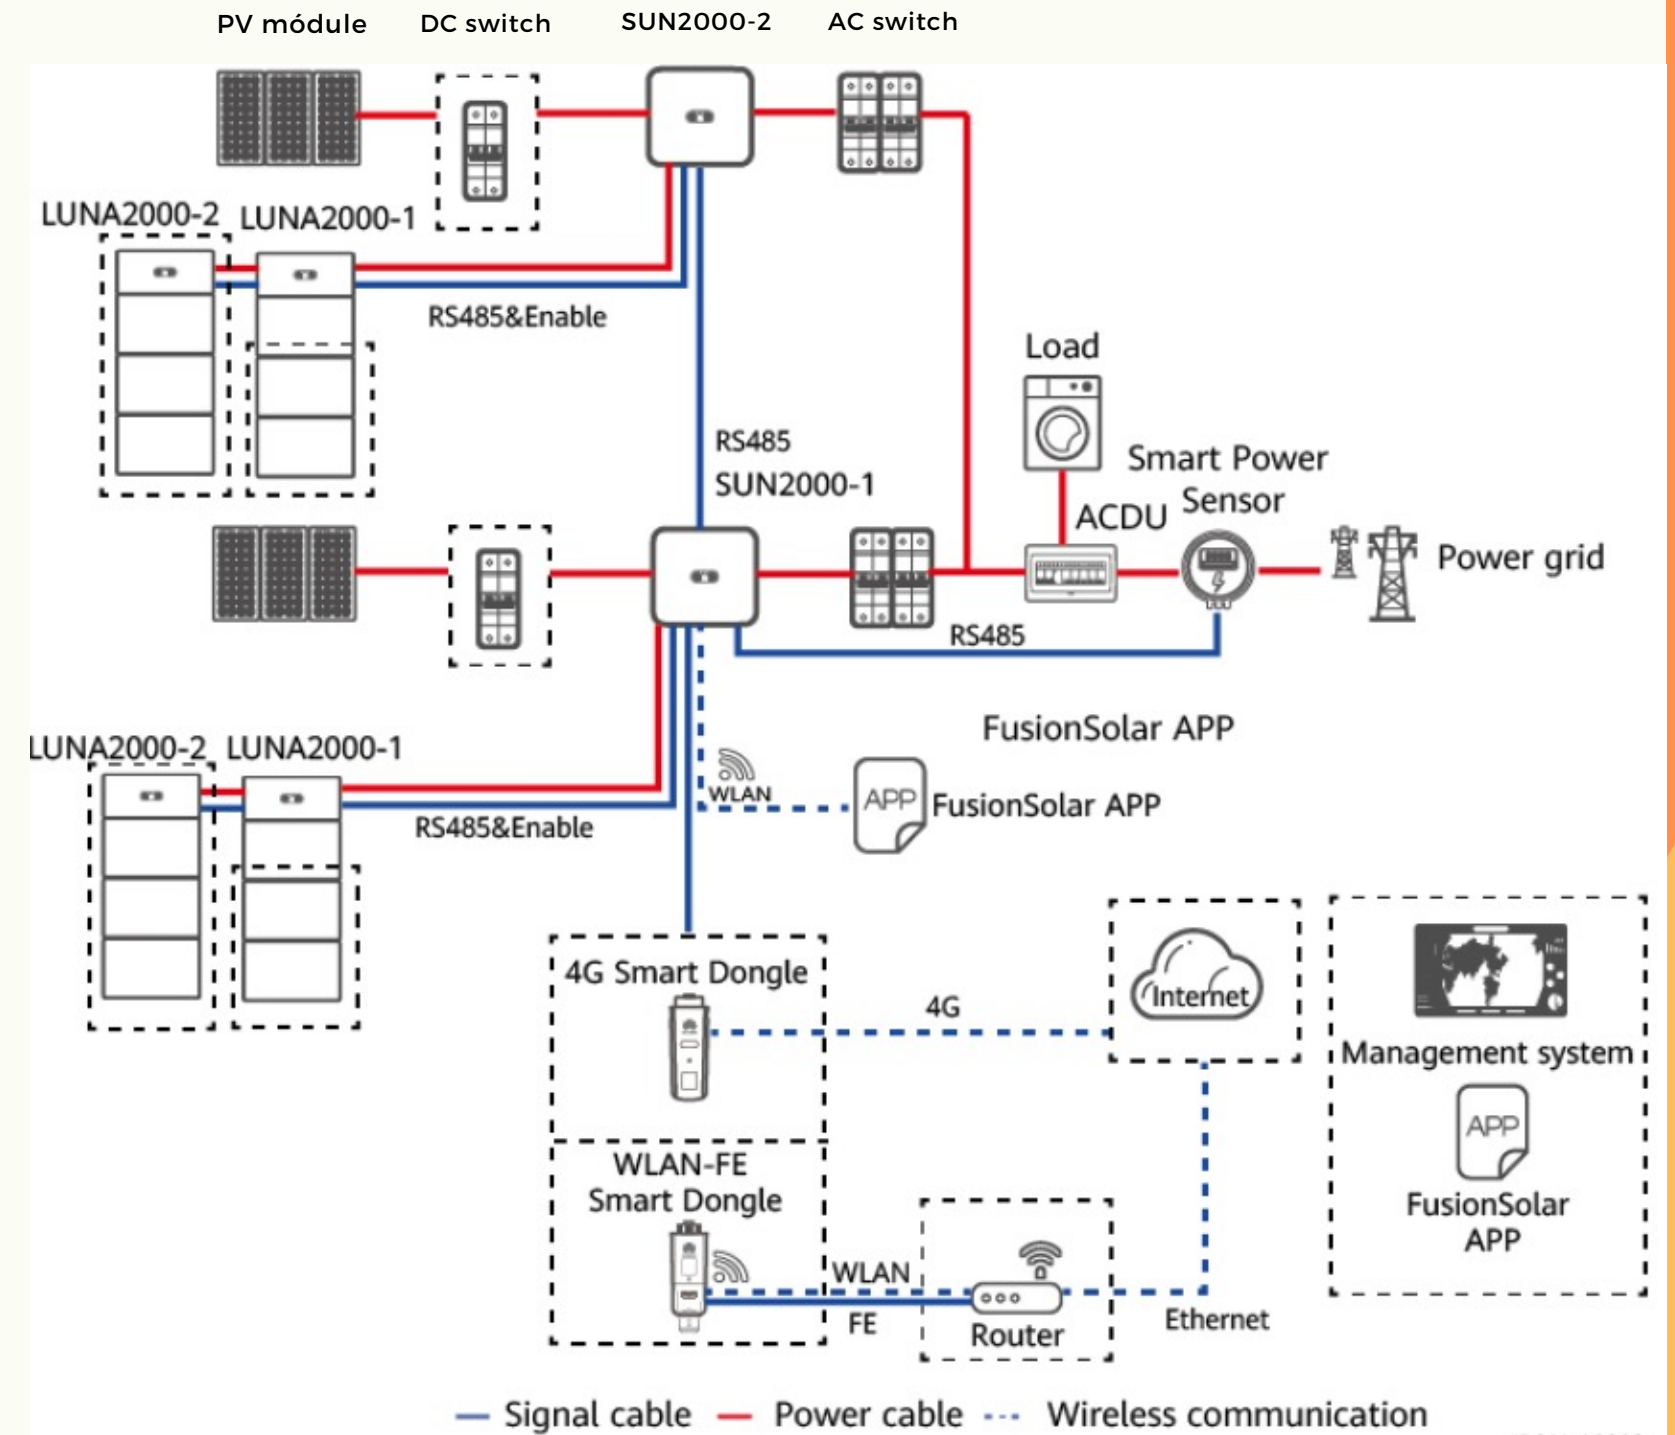 PV módule
DC switch
SUN2000-2
AC switch
LUNA2000-2
LUNA2000-1
RS485&Enable
Load
RS485
SUN2000-1
Smart Power
Sensor
ACDU
Power grid
RS485
FusionSolar APP
LUNA2000-2
LUNA2000-1
WLAN
APP
FusionSolar APP
RS485&Enable
4G Smart Dongle
4G
Internet
Management system
APP
FusionSolar
APP
WLAN-FE
Smart Dongle
WLAN
FE
Router
Ethernet
Signal cable
Power cable
Wireless communication